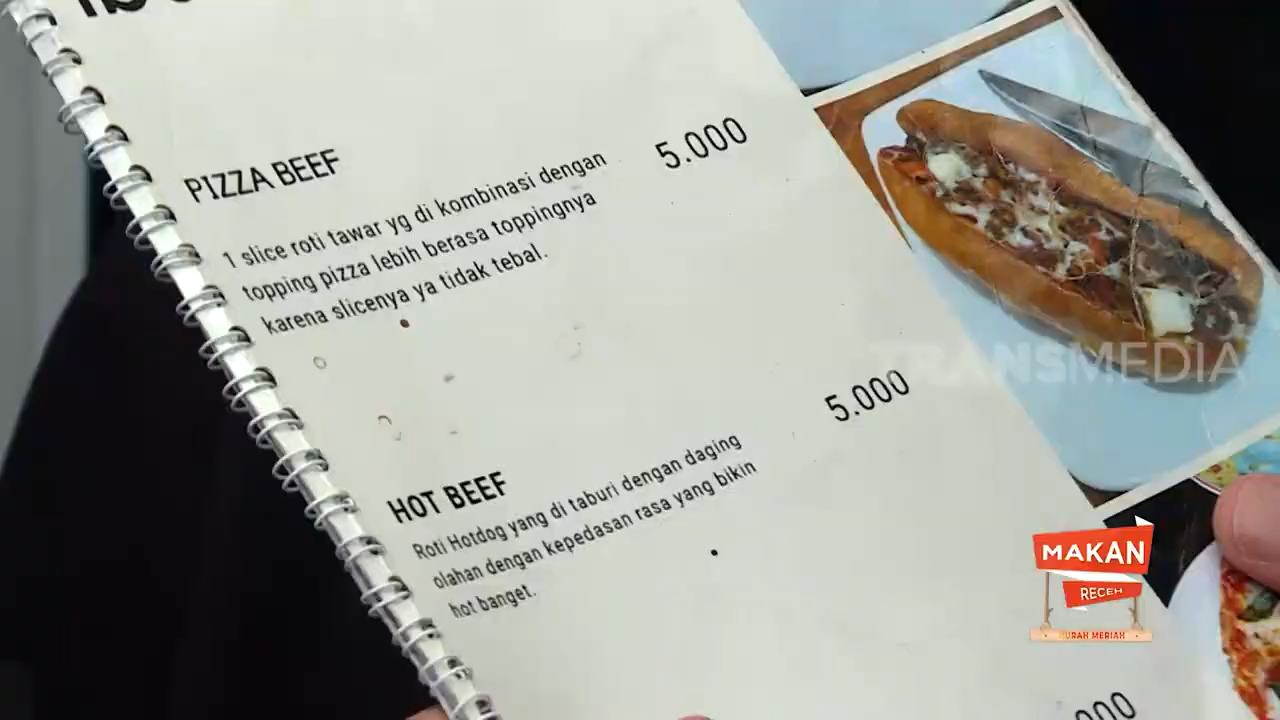 PIZZA BEEF
5.000
1 slice roti tawar yg di kombinasi dengan
topping pizza lebih berasa toppingnya
karena slicenya ya tidak tebal.
HOT BEEF
5.000
Roti Hotdog yang di taburi dengan daging
olahan dengan kepedasan rasa yang bikin
hot banget.
TRANSMEDIA
MAKAN
RECEH
MURAH MERIAH